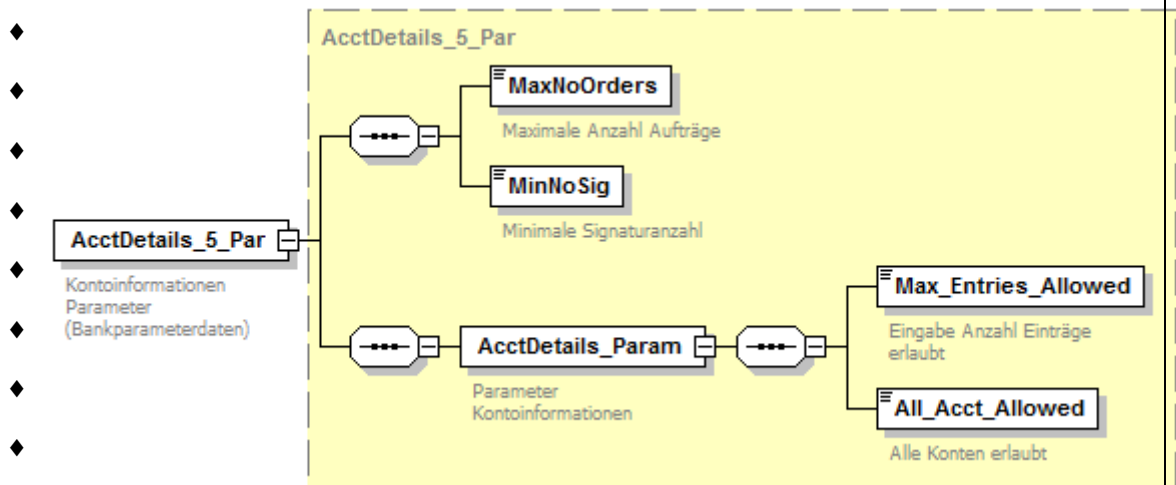 AcctDetails_5_Par
MaxNoOrders
Maximale Anzahl Aufträge
MinNoSig
Minimale Signaturanzahl
AcctDetails_5_Par
Kontoinformationen
Parameter
(Bankparameterdaten)
AcctDetails_Param
Parameter
Kontoinformationen
Max_Entries_Allowed
Eingabe Anzahl Einträge
erlaubt
All_Acct_Allowed
Alle Konten erlaubt